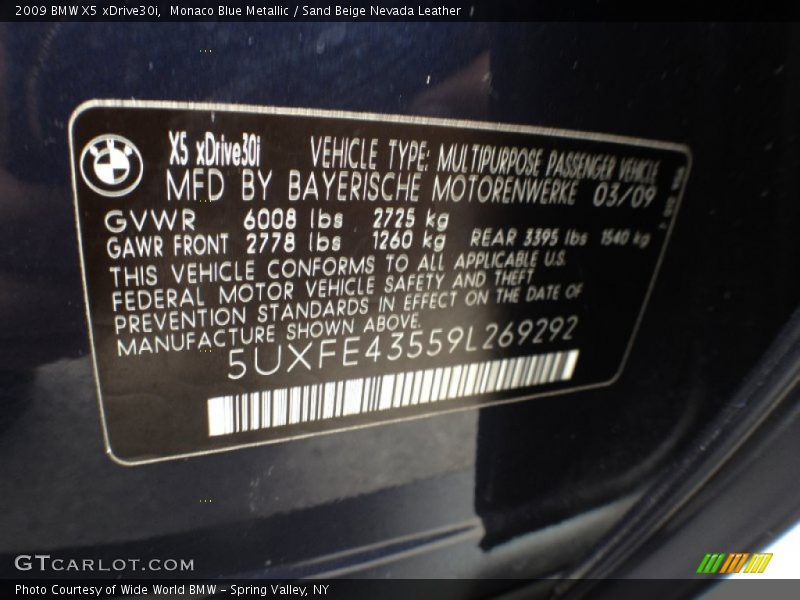 2009 BMW X5 xDrive30i, Monaco Blue Metallic / Sand Beige Nevada Leather
X5 xDrive30i VEHICLE TYPE: MULTIPURPOSE PASSENGER VEHICLE
MFD BY BAYERISCHE MOTORENWERKE 03/09
GVWR 6008 lbs 2725 kg
GAWR FRONT 2778 lbs 1260 kg REAR 3395 lbs 1540 kg
THIS VEHICLE CONFORMS TO ALL APPLICABLE U.S.
FEDERAL MOTOR VEHICLE SAFETY AND THEFT
PREVENTION STANDARDS IN EFFECT ON THE DATE OF
MANUFACTURE SHOWN ABOVE.
5UXFE43559L269292
GTCARLOT.COM
Photo Courtesy of Wide World BMW – Spring Valley, NY